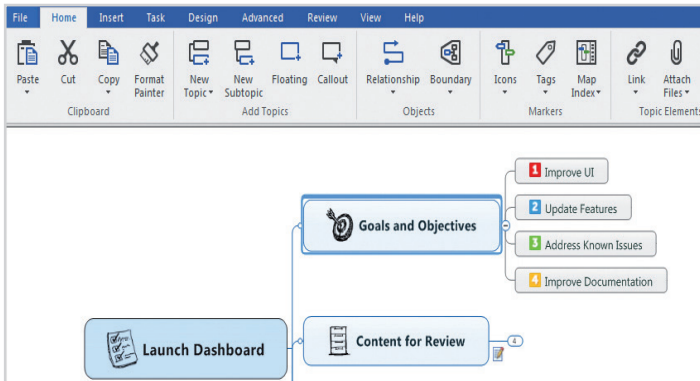 File Home Insert Task Design Advanced Review View Help
Paste Cut Copy Format Painter New Topic New Subtopic Floating Callout Relationship Boundary Icons Tags Map Index Link Attach Files
Clipboard Add Topics Objects Markers Topic Elements
1 Improve UI
2 Update Features
Goals and Objectives
3 Address Known Issues
4 Improve Documentation
Launch Dashboard
Content for Review
4